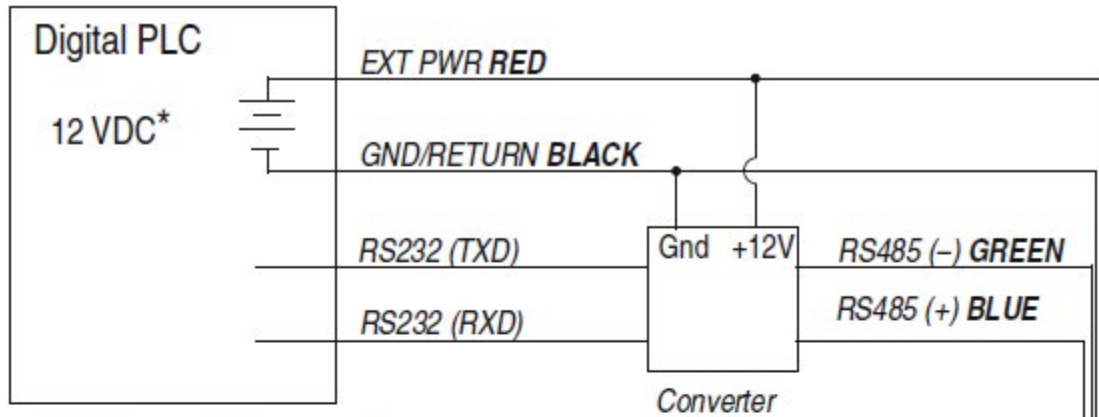 Digital PLC
12 VDC*
EXT PWR RED
GND/RETURN BLACK
RS232 (TXD)
RS232 (RXD)
Gnd +12V
RS485 (–) GREEN
RS485 (+) BLUE
Converter